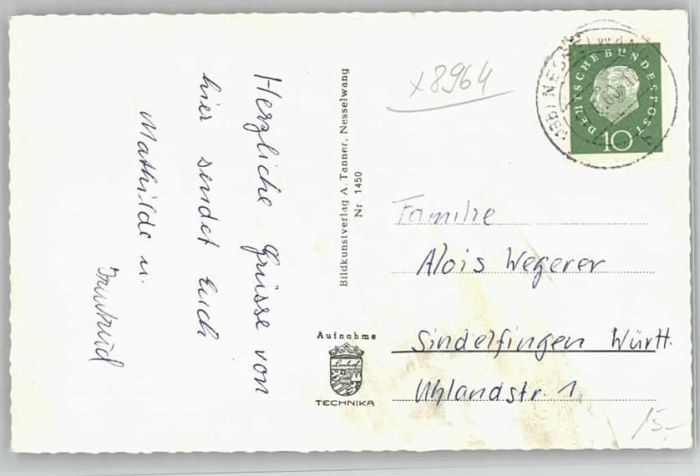 Herzliche Grüsse von
hier sendet Euch
Mathilde u.
Bildkunstverlag A. Tanner, Nesselwang
Nr 1450
Aufnahme
TECHNIKA
x8964
DEUTSCHE BUNDESPOST
10
Familie
Alois Wegerer
Sindelfingen Württ.
Uhlandstr. 1
15,-